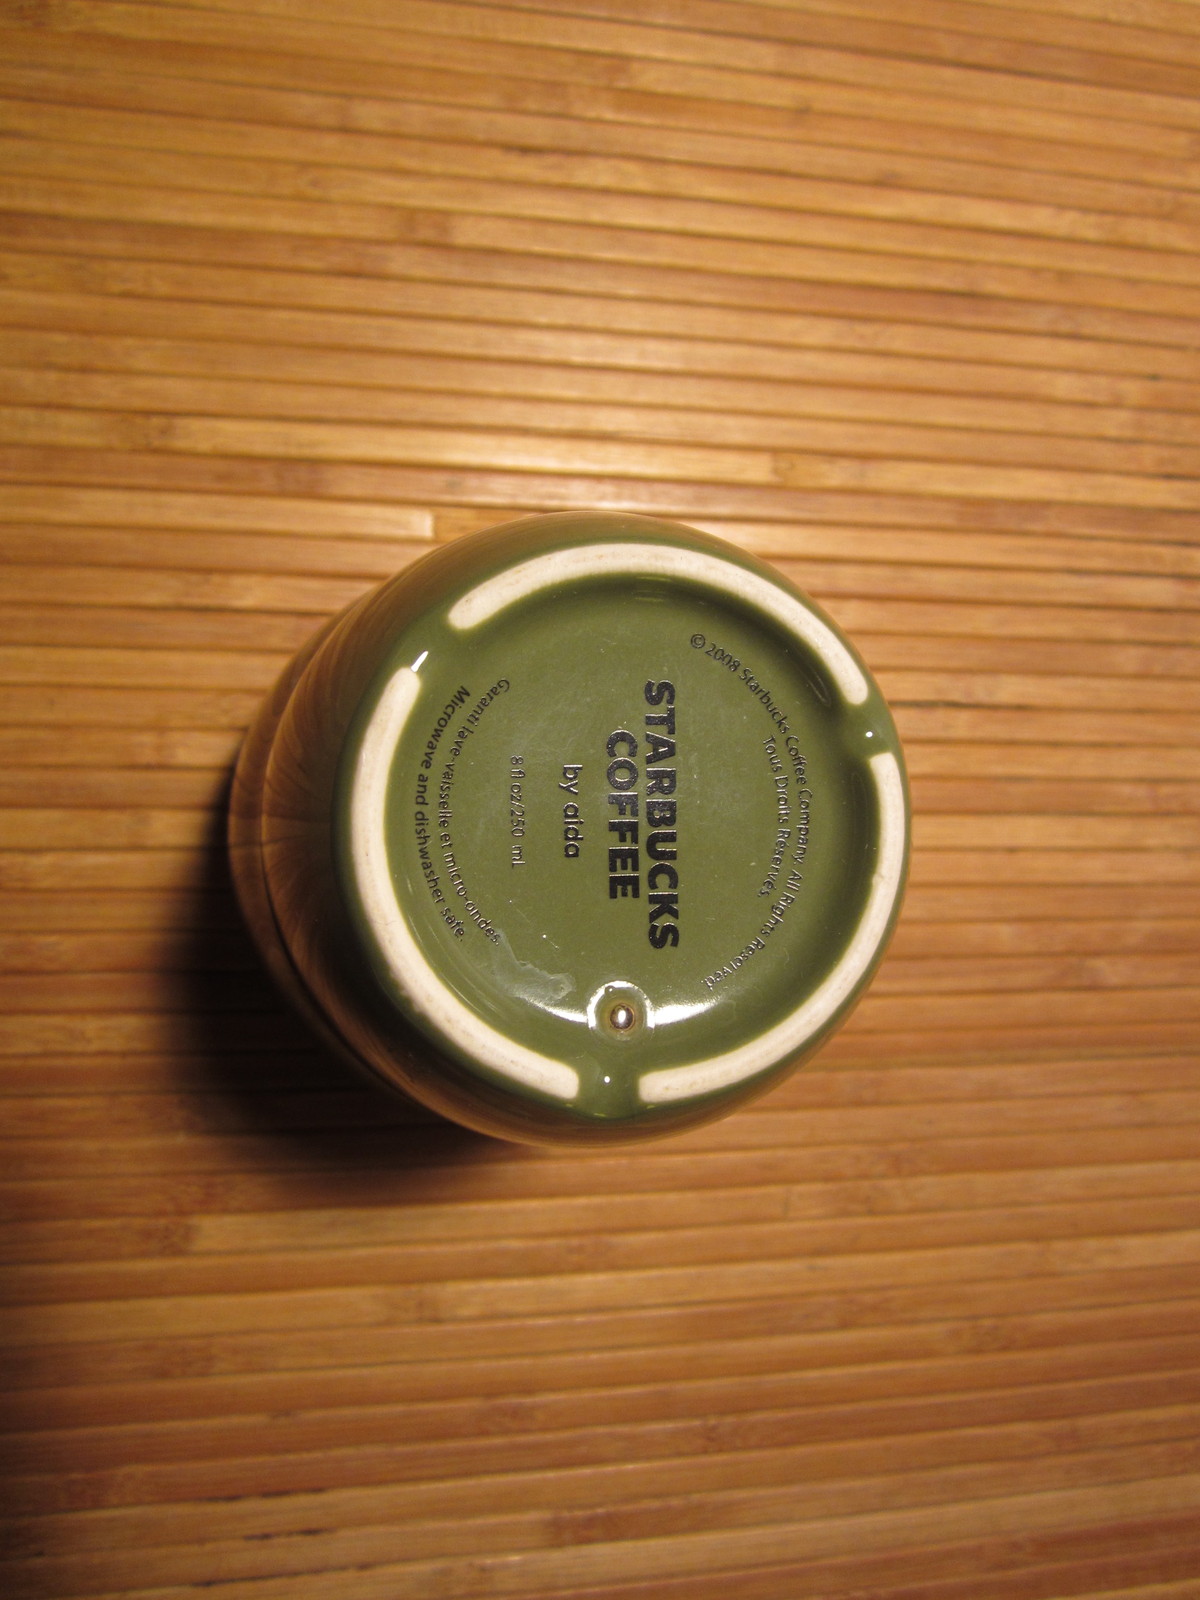 © 2008 Starbucks Coffee Company. All Rights Reserved.
Tous Droits Réservés.
STARBUCKS
COFFEE
by aida
8 fl oz/250 mL
Garanti lave-vaisselle et micro-ondes.
Microwave and dishwasher safe.